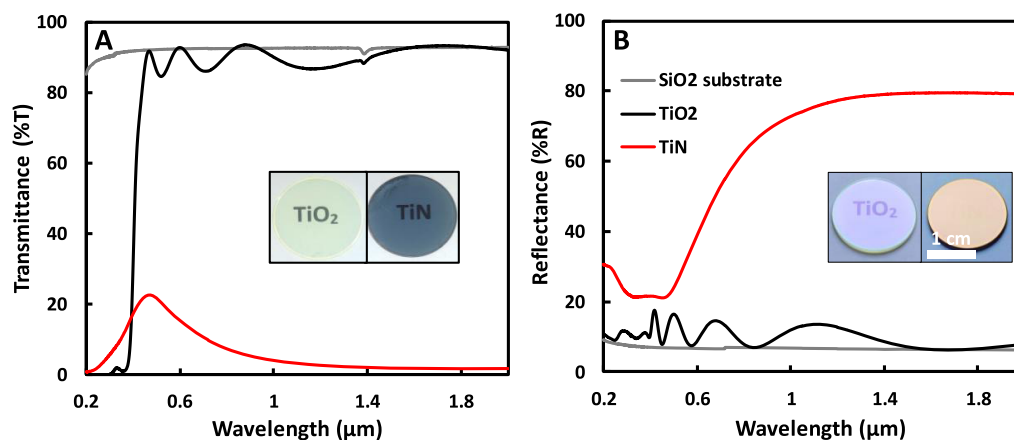 A
Transmittance (%T)
100
80
60
40
20
0
0.2
0.6
1
1.4
1.8
Wavelength (μm)
TiO₂
TiN
B
Reflectance (%R)
100
80
60
40
20
0
0.2
0.6
1
1.4
1.8
Wavelength (μm)
SiO2 substrate
TiO2
TiN
TiO₂
1 cm